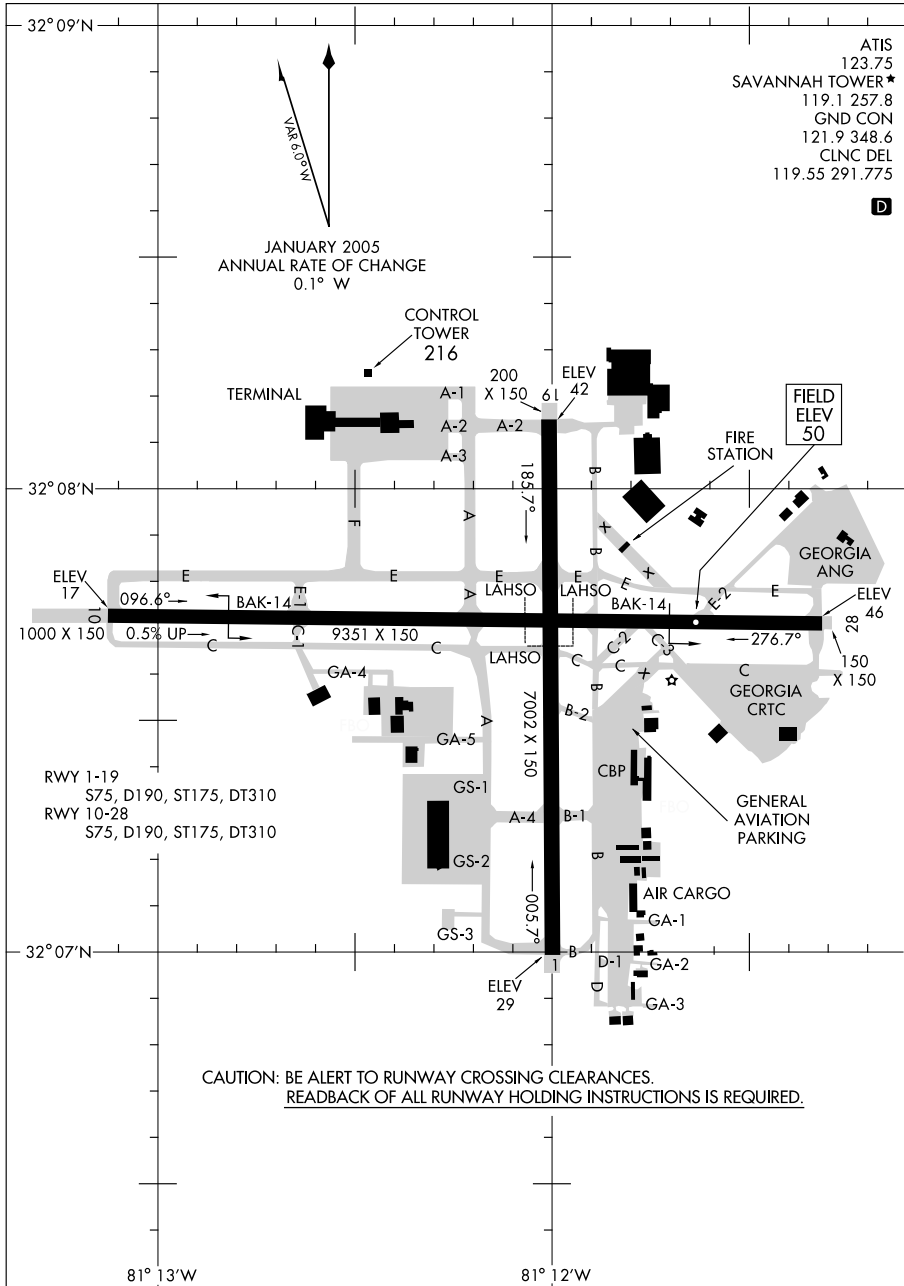 32° 09'N
ATIS
123.75
SAVANNAH TOWER★
119.1 257.8
GND CON
121.9 348.6
CLNC DEL
119.55 291.775
D
VAR 6.0° W
JANUARY 2005
ANNUAL RATE OF CHANGE
0.1° W
CONTROL
TOWER
216
TERMINAL
A-1
A-2
A-2
A-3
200
X 150
19
ELEV
42
FIELD
ELEV
50
FIRE
STATION
32° 08'N
185.7°
B
F
A
X
B
GEORGIA
ANG
ELEV
17
E
E
E
E
E
X
E-2
E
ELEV
46
LAHSO
LAHSO
096.6°
BAK-14
E-1
A
BAK-14
10
28
1000 X 150
0.5% UP
9351 X 150
276.7°
C
C-1
C
LAHSO
C
C-2
C
C-3
X
C
150
X 150
GA-4
7002 X 150
B
B-2
GEORGIA
CRTC
A
GA-5
CBP
RWY 1-19
S75, D190, ST175, DT310
RWY 10-28
S75, D190, ST175, DT310
GS-1
A-4
B-1
GENERAL
AVIATION
PARKING
GS-2
B
005.7°
AIR CARGO
GA-1
GS-3
32° 07'N
B
D-1
GA-2
1
ELEV
29
D
GA-3
CAUTION: BE ALERT TO RUNWAY CROSSING CLEARANCES.
READBACK OF ALL RUNWAY HOLDING INSTRUCTIONS IS REQUIRED.
81° 13'W
81° 12'W